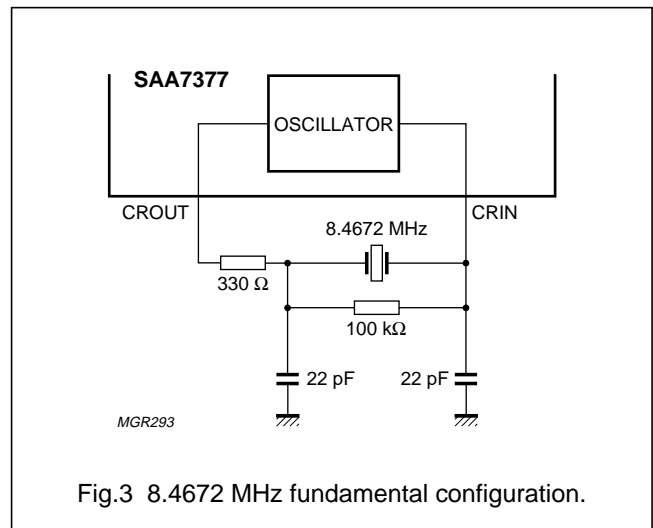 SAA7377
OSCILLATOR
CROUT
CRIN
8.4672 MHz
330 Ω
100 kΩ
22 pF
22 pF
MGR293
Fig.3 8.4672 MHz fundamental configuration.